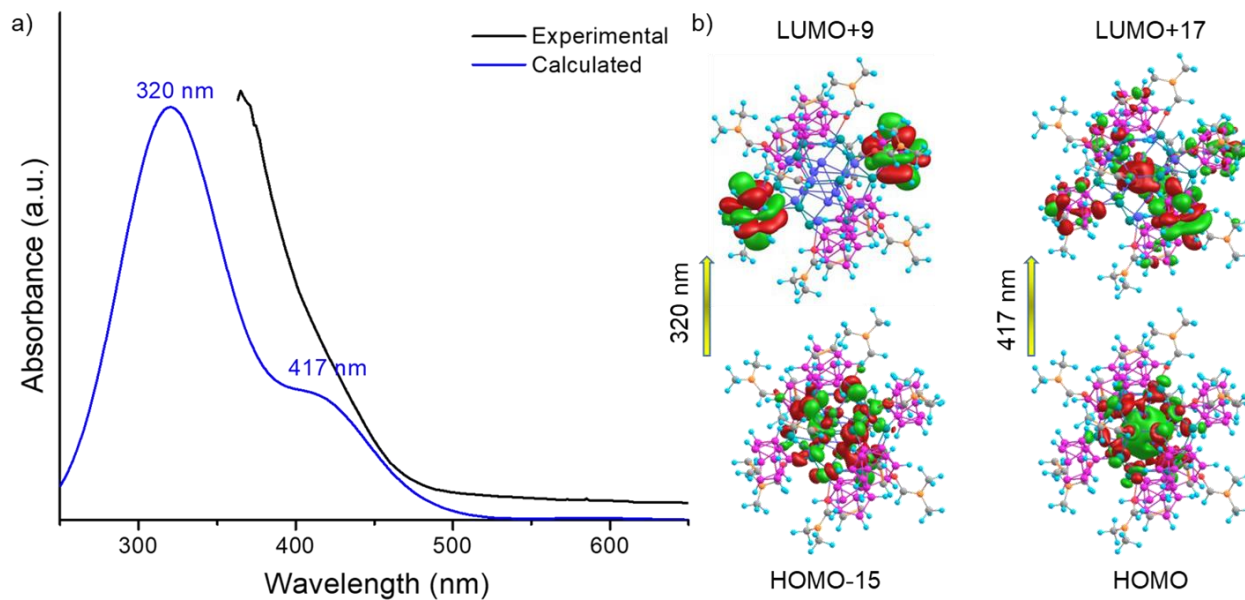 a)
Experimental
Calculated
320 nm
417 nm
Absorbance (a.u.)
300
400
500
600
Wavelength (nm)
b)
LUMO+9
LUMO+17
320 nm
417 nm
HOMO-15
HOMO